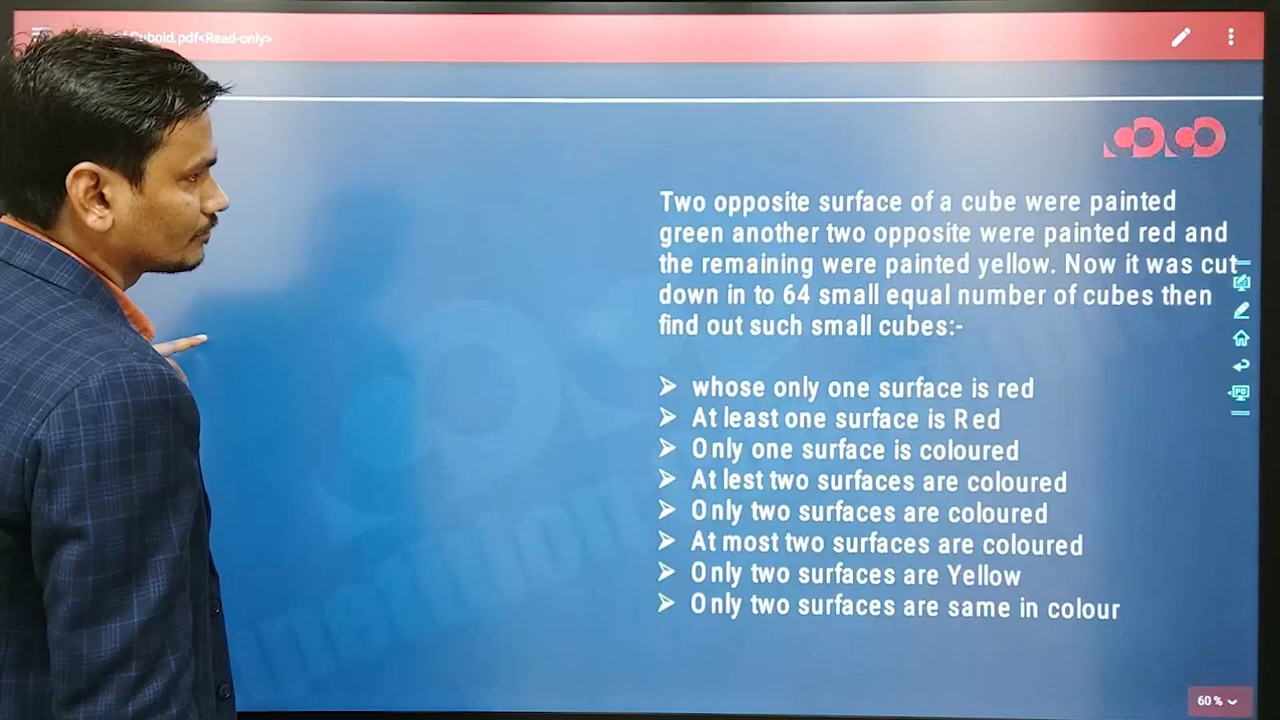 Cuboid.pdf<Read-only>
Two opposite surface of a cube were painted
green another two opposite were painted red and
the remaining were painted yellow. Now it was cut
down in to 64 small equal number of cubes then
find out such small cubes:-
➤ whose only one surface is red
➤ At least one surface is Red
➤ Only one surface is coloured
➤ At lest two surfaces are coloured
➤ Only two surfaces are coloured
➤ At most two surfaces are coloured
➤ Only two surfaces are Yellow
➤ Only two surfaces are same in colour
60 %